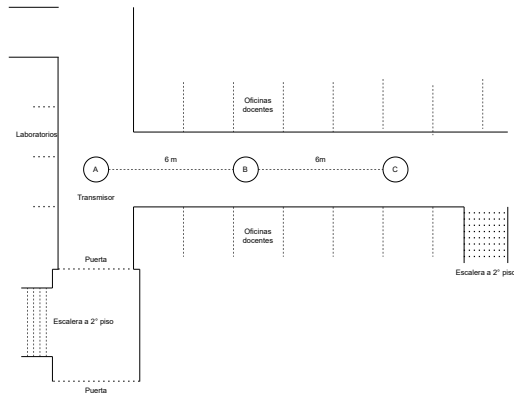 Oficinas
docentes
Laboratorios
6 m
6m
A
B
C
Transmisor
Oficinas
docentes
Puerta
Escalera a 2° piso
Escalera a 2° piso
Puerta